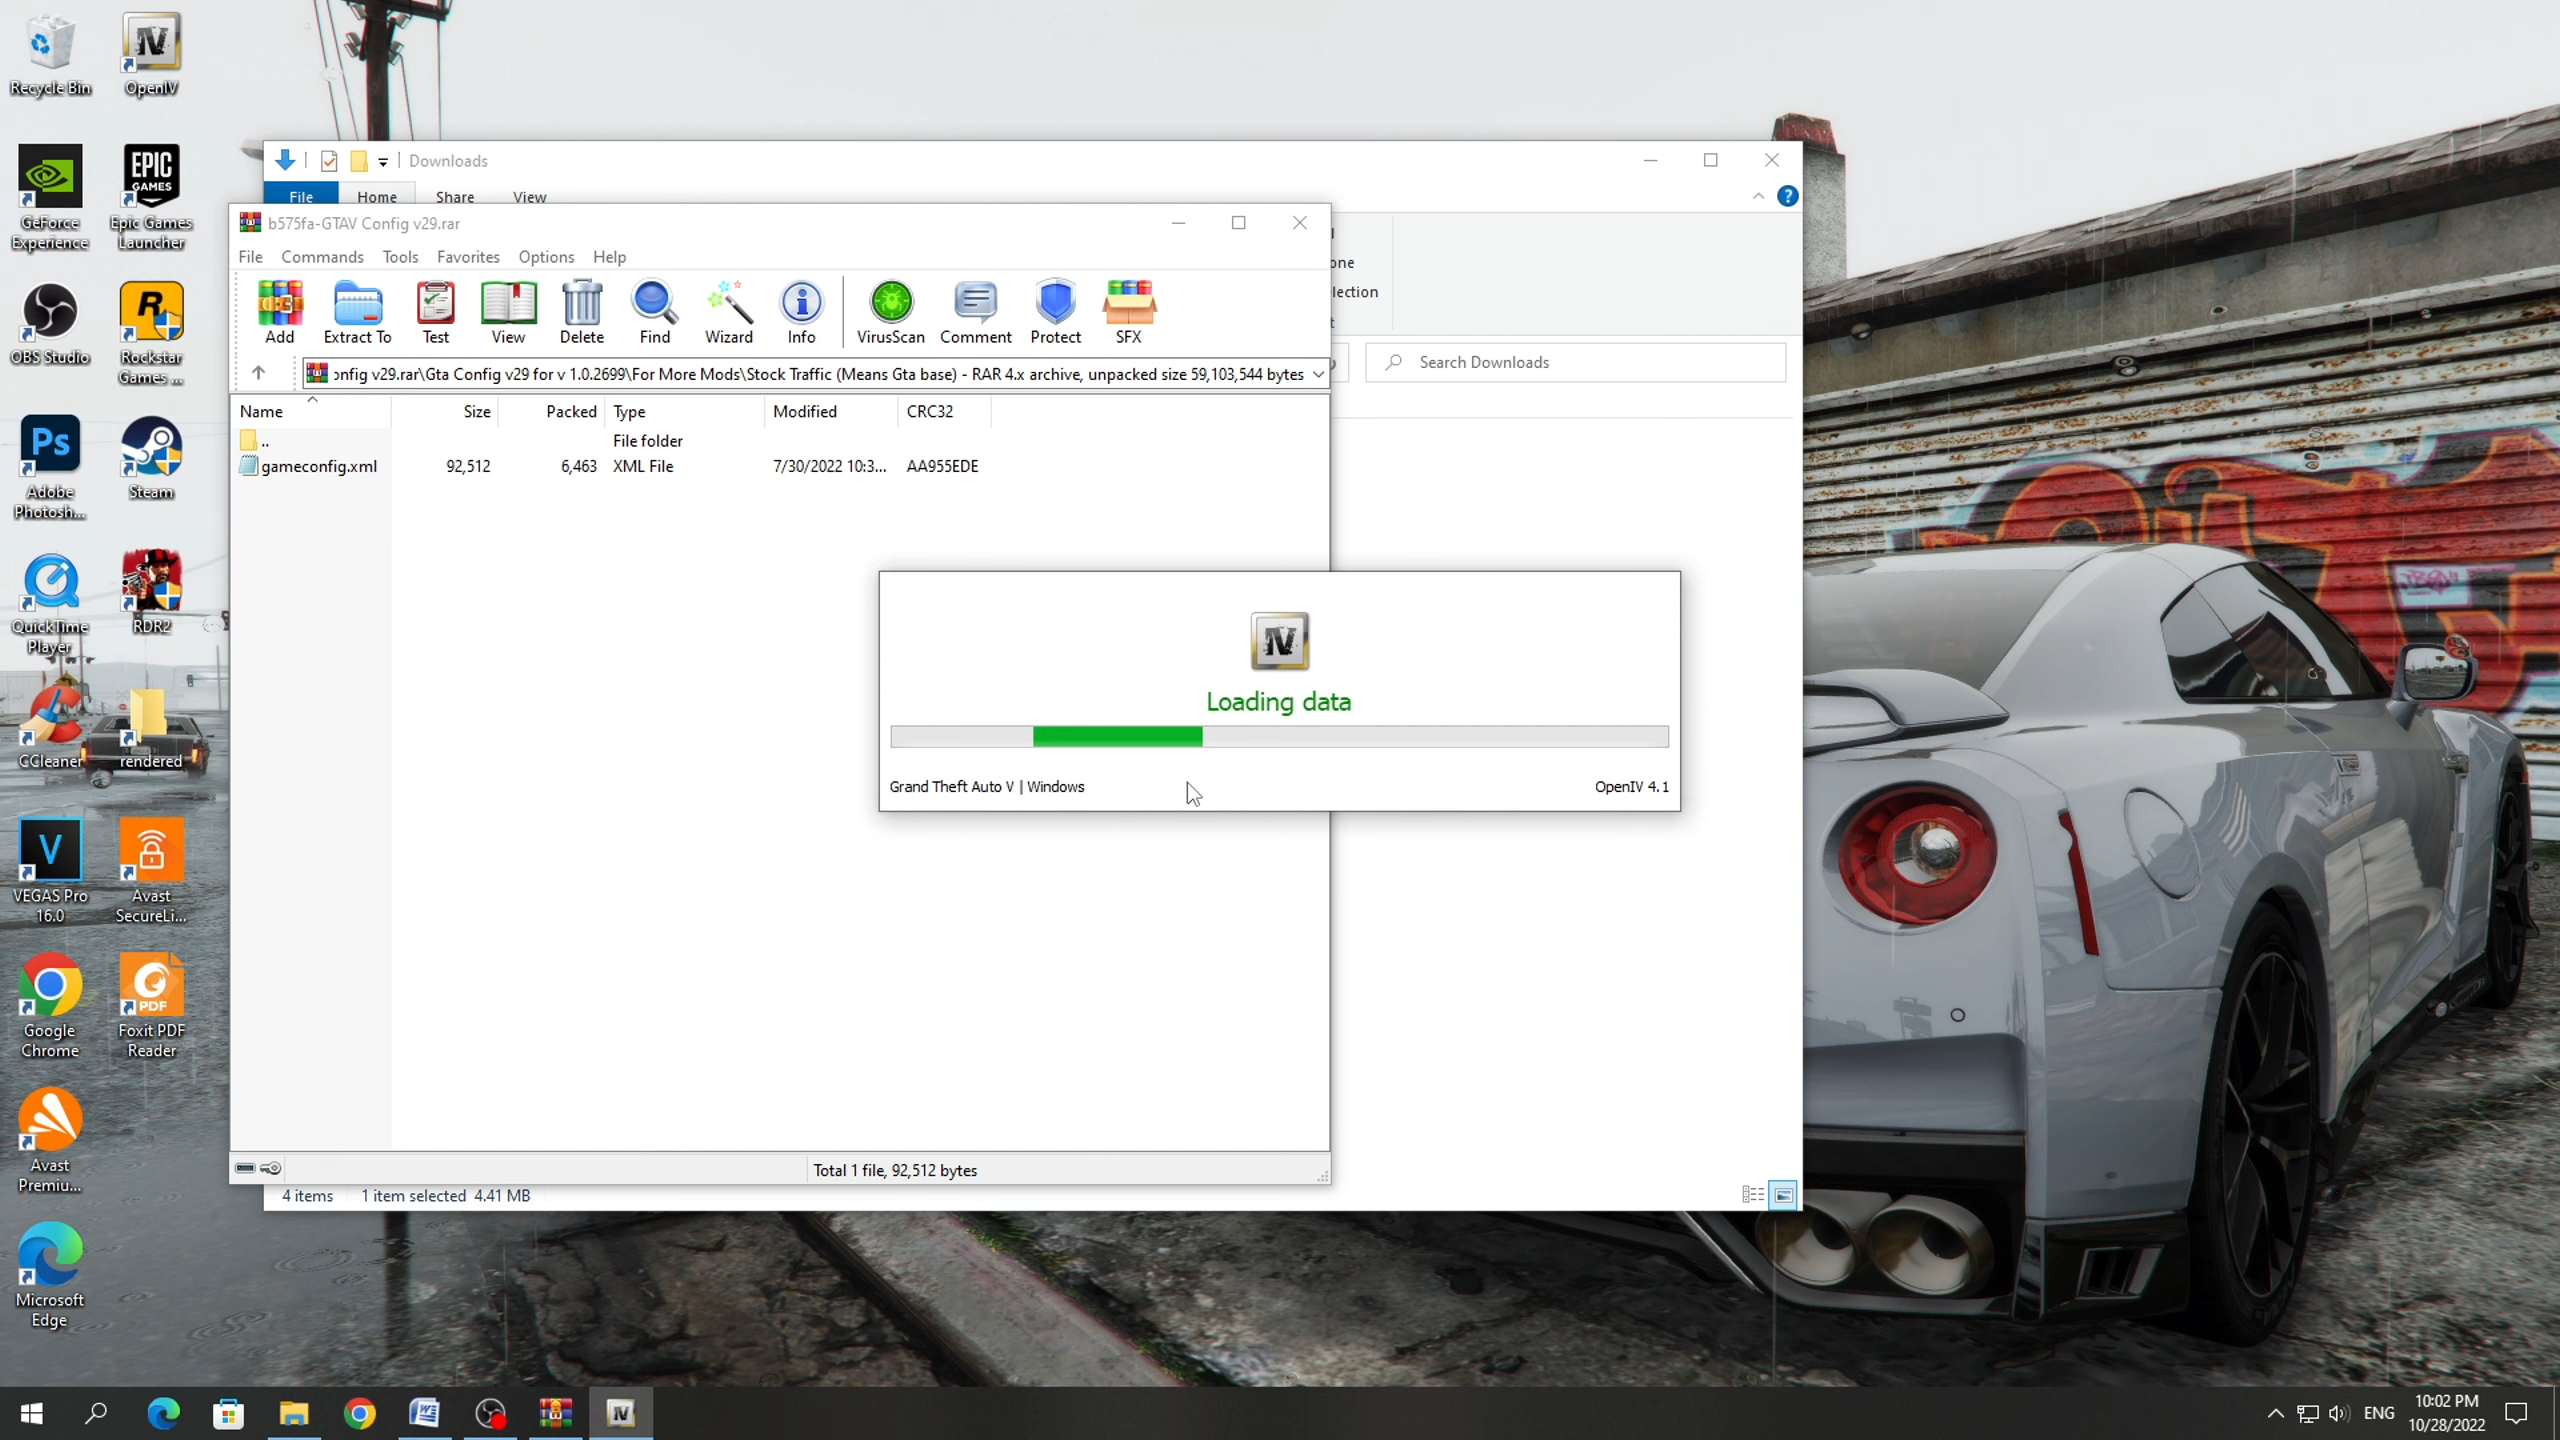 Recycle Bin
OpenIV
GeForce
Experience
EPIC
GAMES
Epic Games
Launcher
OBS Studio
Rockstar
Games ...
Ps
Adobe
Photosh...
Steam
QuickTime
Player
RDR2
CCleaner
rendered
V
VEGAS Pro
16.0
Avast
SecureLi...
Google
Chrome
PDF
Foxit PDF
Reader
Avast
Premiu...
Microsoft
Edge
Downloads
File
Home
Share
View
one
lection
Search Downloads
b575fa-GTAV Config v29.rar
File
Commands
Tools
Favorites
Options
Help
Add
Extract To
Test
View
Delete
Find
Wizard
Info
VirusScan
Comment
Protect
SFX
onfig v29.rar\Gta Config v29 for v 1.0.2699\For More Mods\Stock Traffic (Means Gta base) - RAR 4.x archive, unpacked size 59,103,544 bytes
Name
Size
Packed
Type
Modified
CRC32
..
File folder
gameconfig.xml
92,512
6,463
XML File
7/30/2022 10:3...
AA955EDE
IV
Loading data
Grand Theft Auto V | Windows
OpenIV 4.1
Total 1 file, 92,512 bytes
4 items
1 item selected 4.41 MB
ENG
10:02 PM
10/28/2022